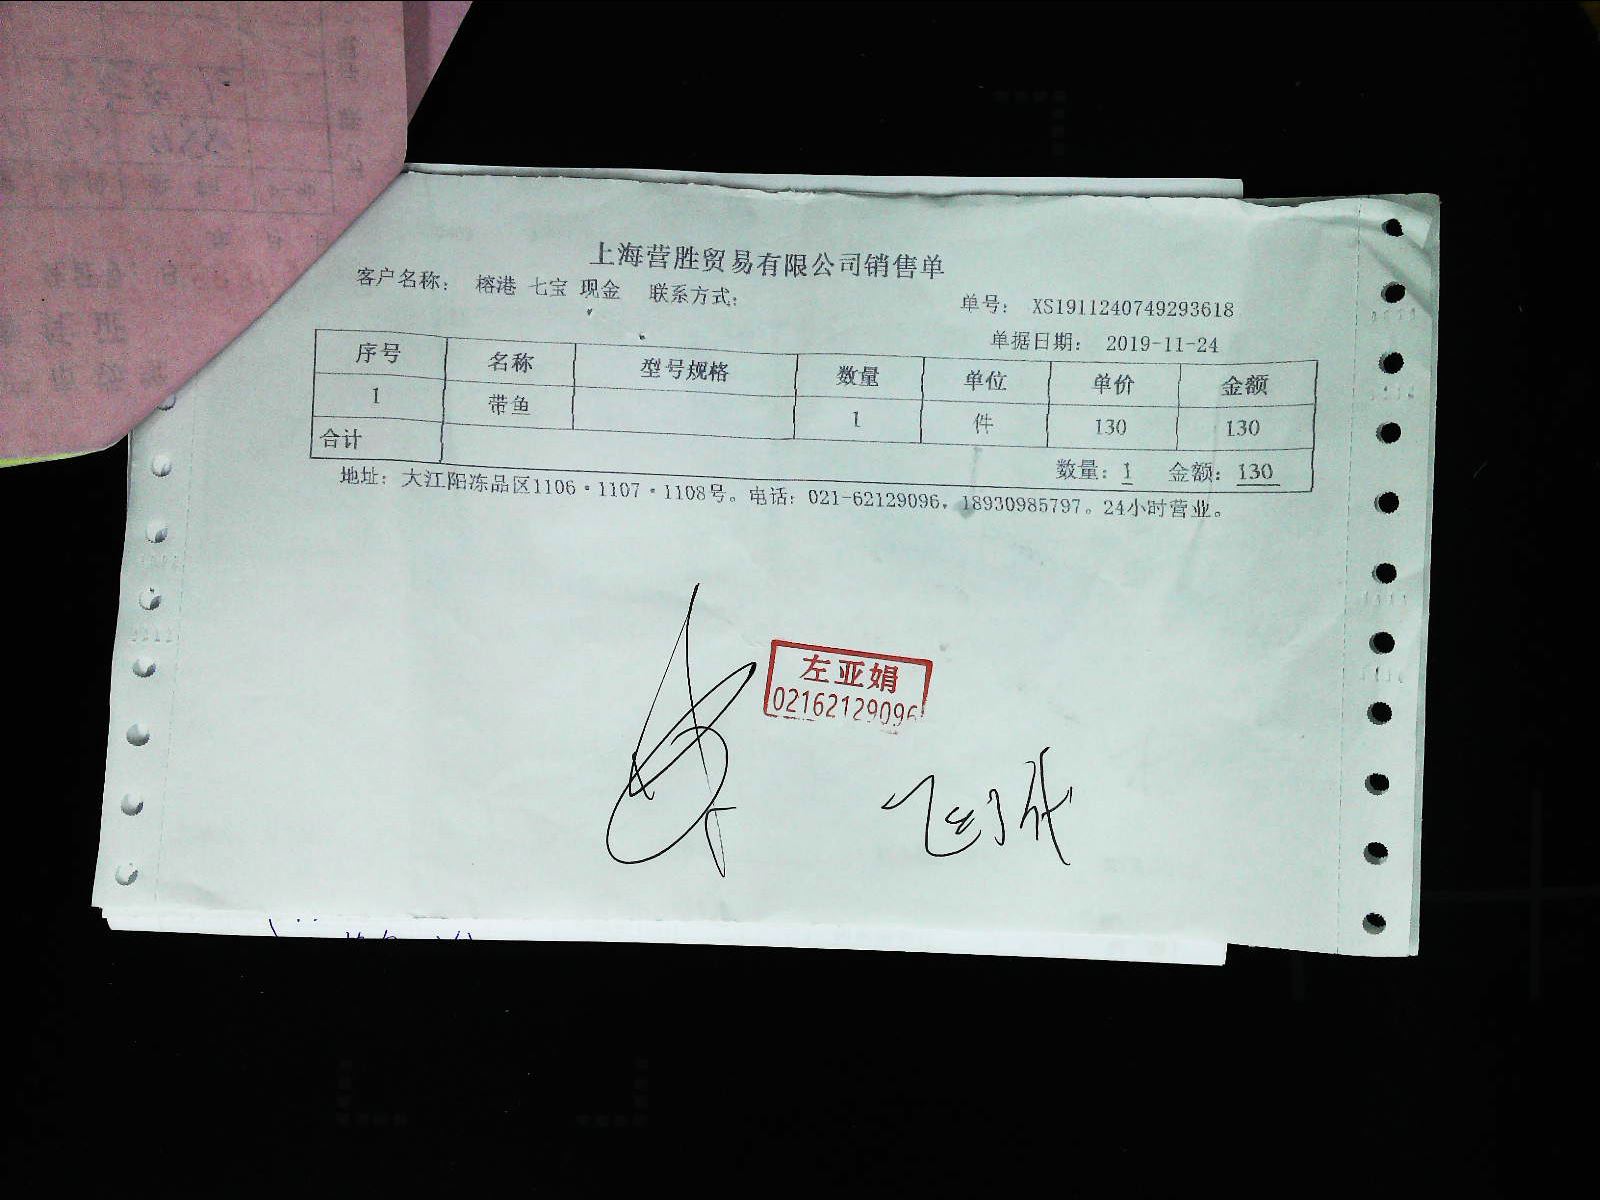 上海营胜贸易有限公司销售单
客户名称： 榕港 七宝 现金 联系方式： 单号： XS1911240749293618
单据日期： 2019-11-24
序号 名称 型号规格 数量 单位 单价 金额
1 带鱼 1 件 130 130
合计 数量：1 金额：130
地址：大江阳冻品区1106·1107·1108号。电话：021-62129096，18930985797。24小时营业。
左亚娟
02162129096